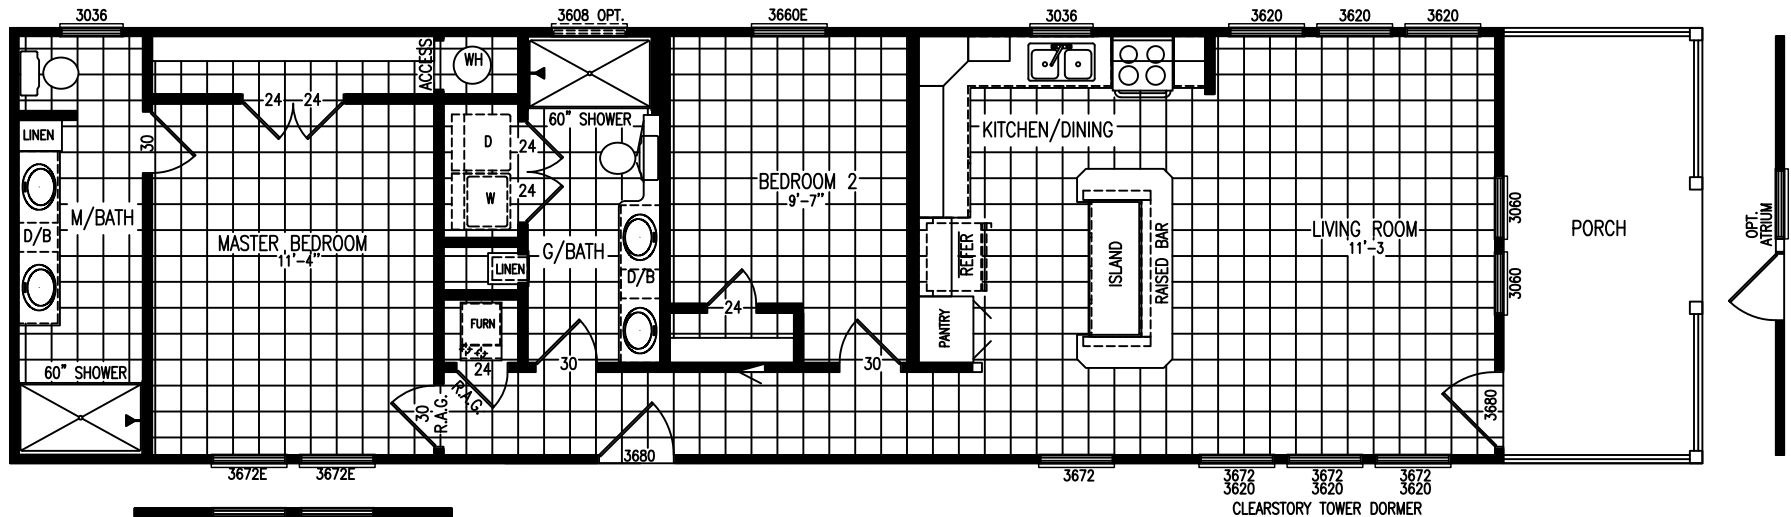 3036
3608 OPT.
3660E
3036
3620
3620
3620
ACCESS
WH
24
24
60" SHOWER
LINEN
30
D
24
KITCHEN/DINING
W
24
BEDROOM 2
9'-7"
M/BATH
D/B
MASTER BEDROOM
11'-4"
G/BATH
LINEN
D/B
REFER
ISLAND
RAISED BAR
LIVING ROOM
11'-3
3060
3060
PORCH
OPT.
ATRIUM
24
FURN
PANTRY
60" SHOWER
24
30
30
R.A.G.
30
R.A.G.
3680
3680
3672E
3672E
3672
3672
3620
3672
3620
3672
3620
CLEARSTORY TOWER DORMER